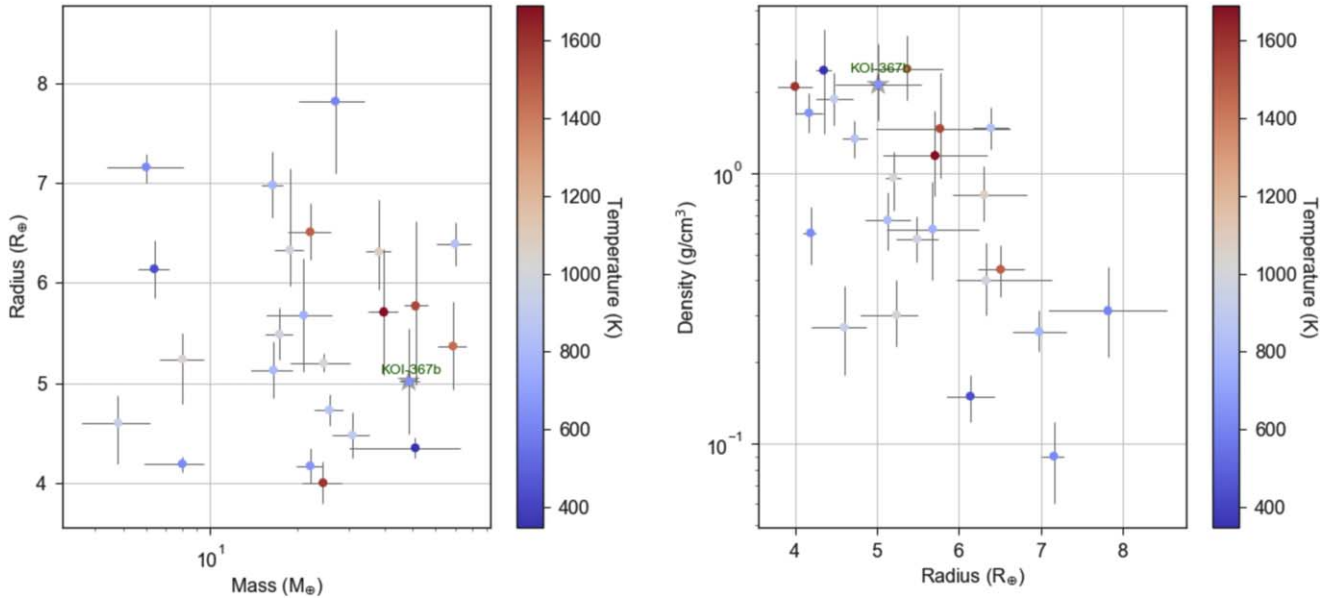 8
7
6
5
4
Radius (R⊕)
10¹
Mass (M⊕)
KOI-367b
1600
1400
1200
1000
800
600
400
Temperature (K)
10⁰
10⁻¹
Density (g/cm³)
4 5 6 7 8
Radius (R⊕)
KOI-367b
1600
1400
1200
1000
800
600
400
Temperature (K)